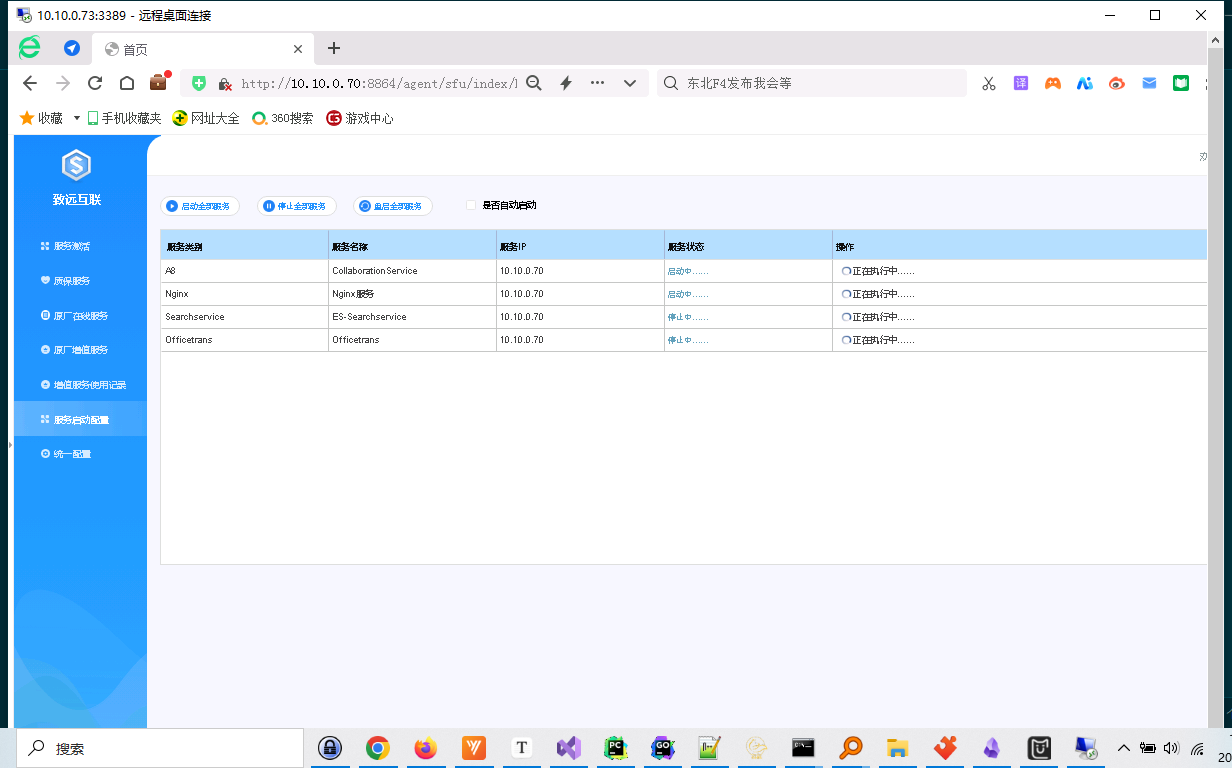 10.10.0.73:3389 - 远程桌面连接
首页
http://10.10.0.70:8864/agent/sfu/index/1
东北F4发布我会等
译
收藏 手机收藏夹 网址大全 360搜索 游戏中心
致远互联
启动全部服务 停止全部服务 重启全部服务 是否自动启动
服务激活
质保服务
原厂在线服务
原厂增值服务
增值服务使用记录
服务启动配置
统一配置
服务类别 服务名称 服务IP 服务状态 操作
A8 CollaborationService 10.10.0.70 启动中...... 正在执行中......
Nginx Nginx服务 10.10.0.70 启动中...... 正在执行中......
Searchservice ES-Searchservice 10.10.0.70 停止中...... 正在执行中......
Officetrans Officetrans 10.10.0.70 停止中...... 正在执行中......
搜索
T
PC
GO
20